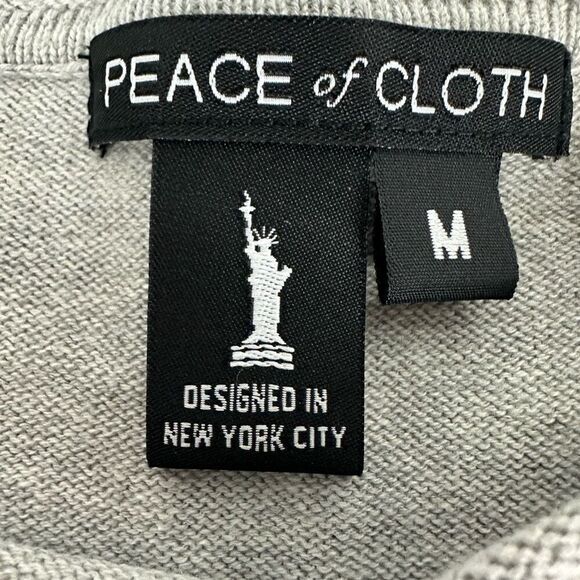 PEACE of CLOTH
M
DESIGNED IN
NEW YORK CITY